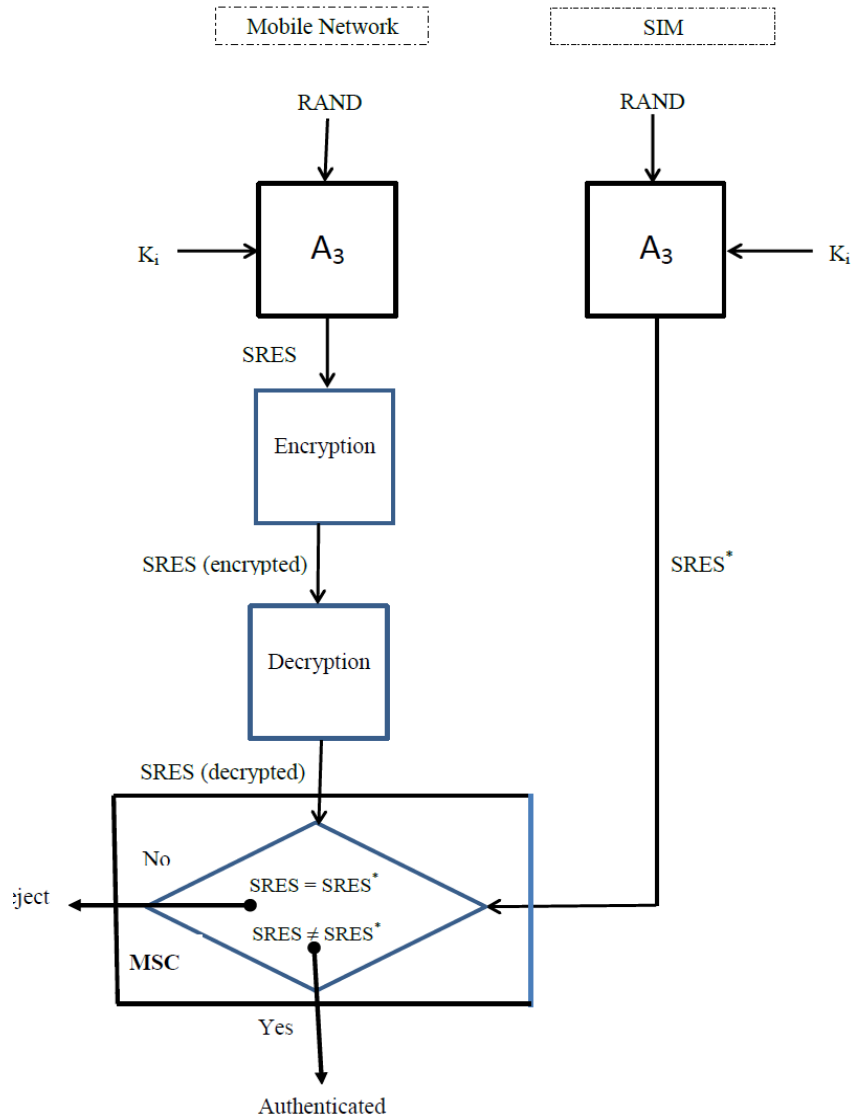 Mobile Network
SIM
RAND
RAND
Kᵢ
A₃
A₃
Kᵢ
SRES
Encryption
SRES (encrypted)
SRES*
Decryption
SRES (decrypted)
No
SRES = SRES*
eject
SRES ≠ SRES*
MSC
Yes
Authenticated